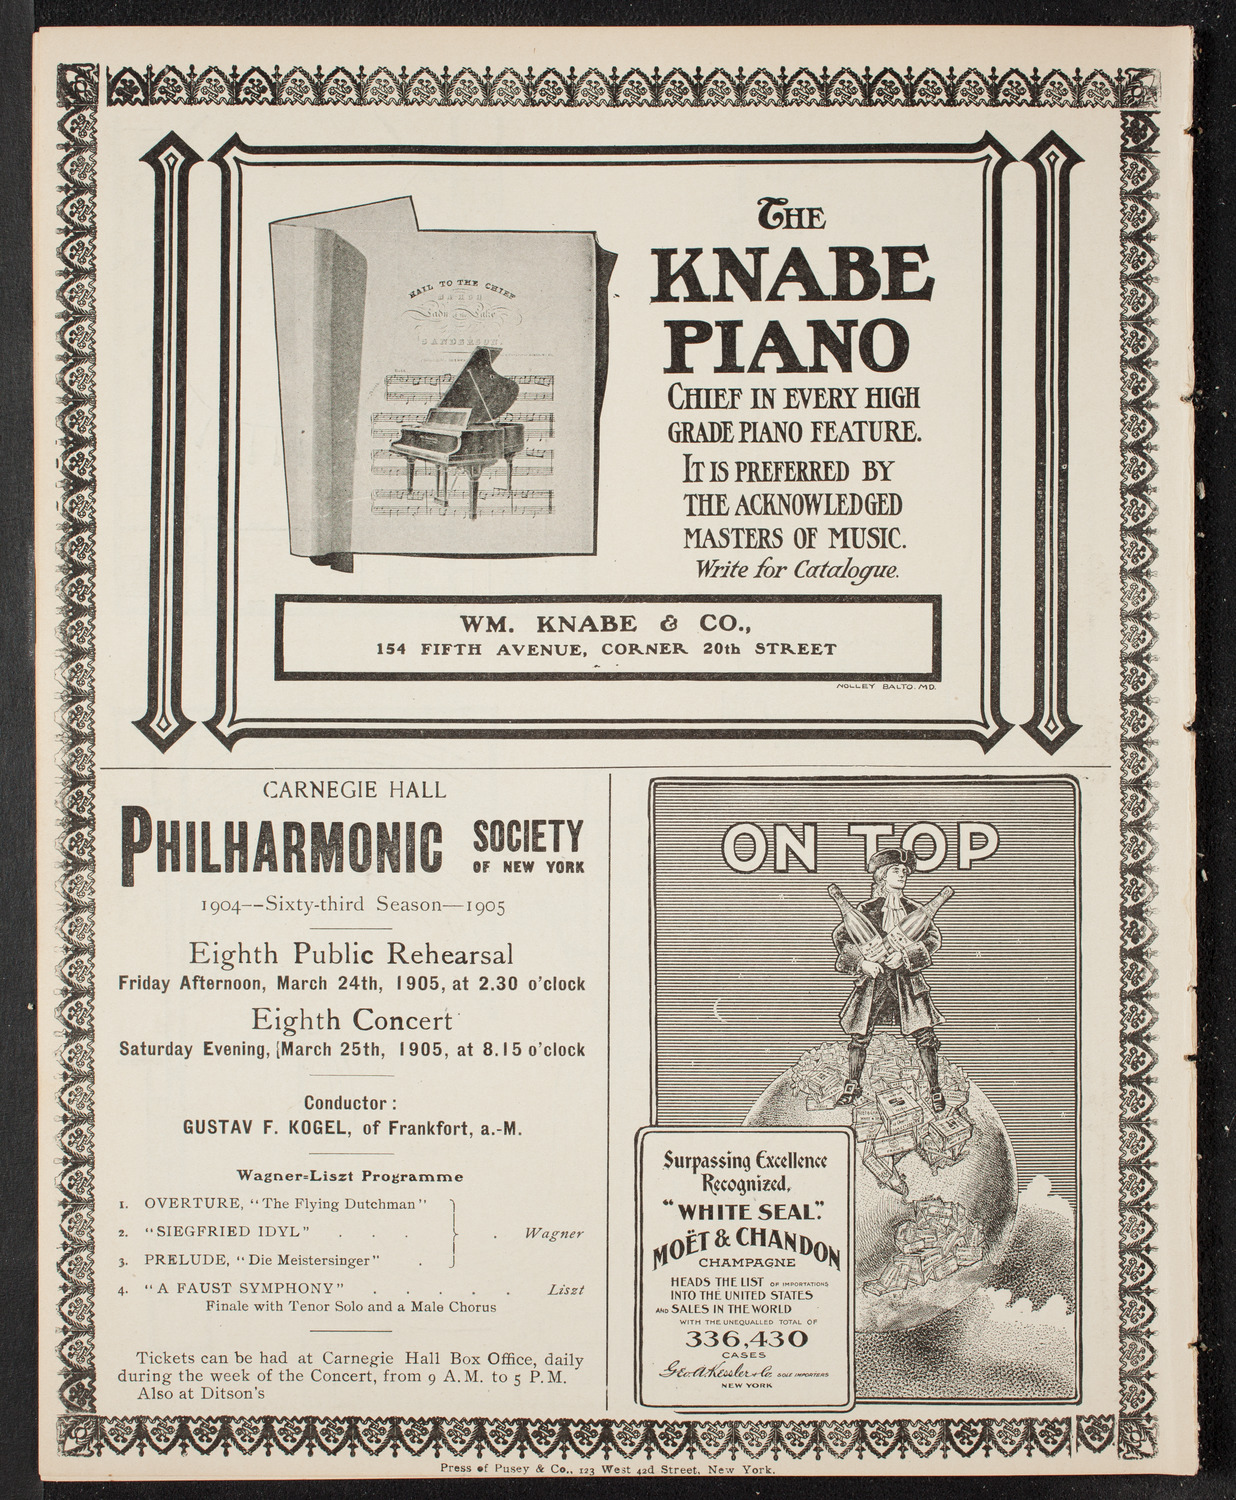 HAIL TO THE CHIEF
Lady of the Lake
SANDERSON.
THE
KNABE
PIANO
CHIEF IN EVERY HIGH
GRADE PIANO FEATURE.
IT IS PREFERRED BY
THE ACKNOWLEDGED
MASTERS OF MUSIC.
Write for Catalogue.
WM. KNABE & CO.,
154 FIFTH AVENUE, CORNER 20th STREET
NOLLEY BALTO. MD.
CARNEGIE HALL
PHILHARMONIC SOCIETY
OF NEW YORK
1904--Sixty-third Season—1905
Eighth Public Rehearsal
Friday Afternoon, March 24th, 1905, at 2.30 o'clock
Eighth Concert
Saturday Evening, March 25th, 1905, at 8.15 o'clock
Conductor:
GUSTAV F. KOGEL, of Frankfort, a.-M.
Wagner=Liszt Programme
1. OVERTURE, "The Flying Dutchman"
2. "SIEGFRIED IDYL" . . . . Wagner
3. PRELUDE, "Die Meistersinger" .
4. "A FAUST SYMPHONY" . . . . . Liszt
Finale with Tenor Solo and a Male Chorus
Tickets can be had at Carnegie Hall Box Office, daily
during the week of the Concert, from 9 A.M. to 5 P.M.
Also at Ditson's
ON TOP
Surpassing Excellence
Recognized,
"WHITE SEAL".
MOËT & CHANDON
CHAMPAGNE
HEADS THE LIST OF IMPORTATIONS
INTO THE UNITED STATES
AND SALES IN THE WORLD
WITH THE UNEQUALLED TOTAL OF
336,430
CASES
Geo. A. Kessler & Co. SOLE IMPORTERS
NEW YORK
Press of Pusey & Co., 123 West 42d Street, New York.